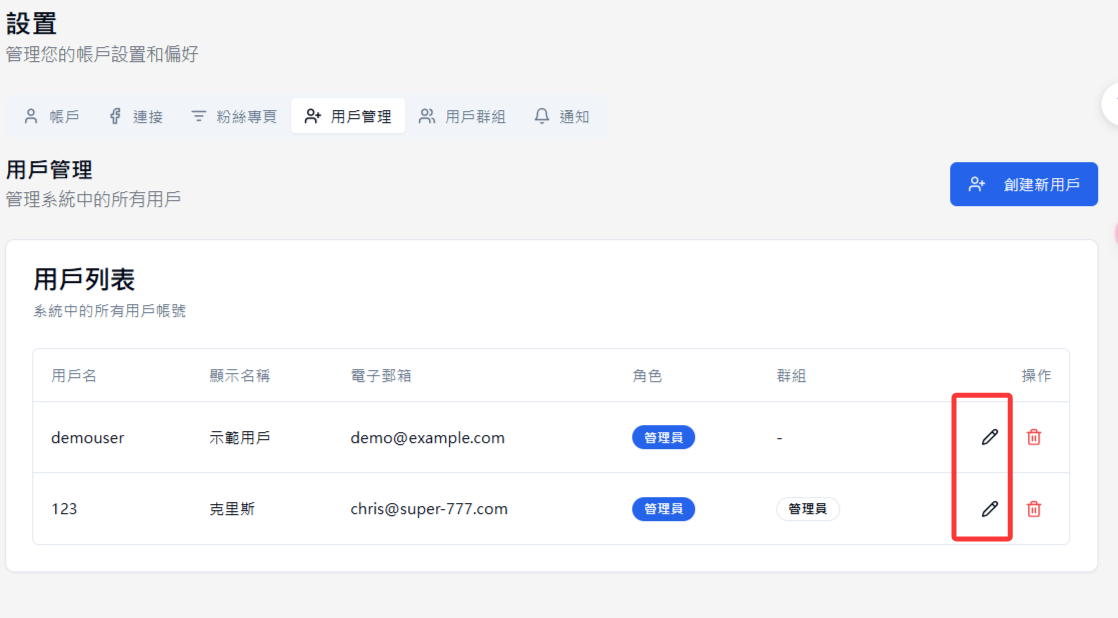 設置
管理您的帳戶設置和偏好
帳戶 連接 粉絲專頁 用戶管理 用戶群組 通知
用戶管理
管理系統中的所有用戶
創建新用戶
用戶列表
系統中的所有用戶帳號
用戶名 顯示名稱 電子郵箱 角色 群組 操作
demouser 示範用戶 demo@example.com 管理員 -
123 克里斯 chris@super-777.com 管理員 管理員